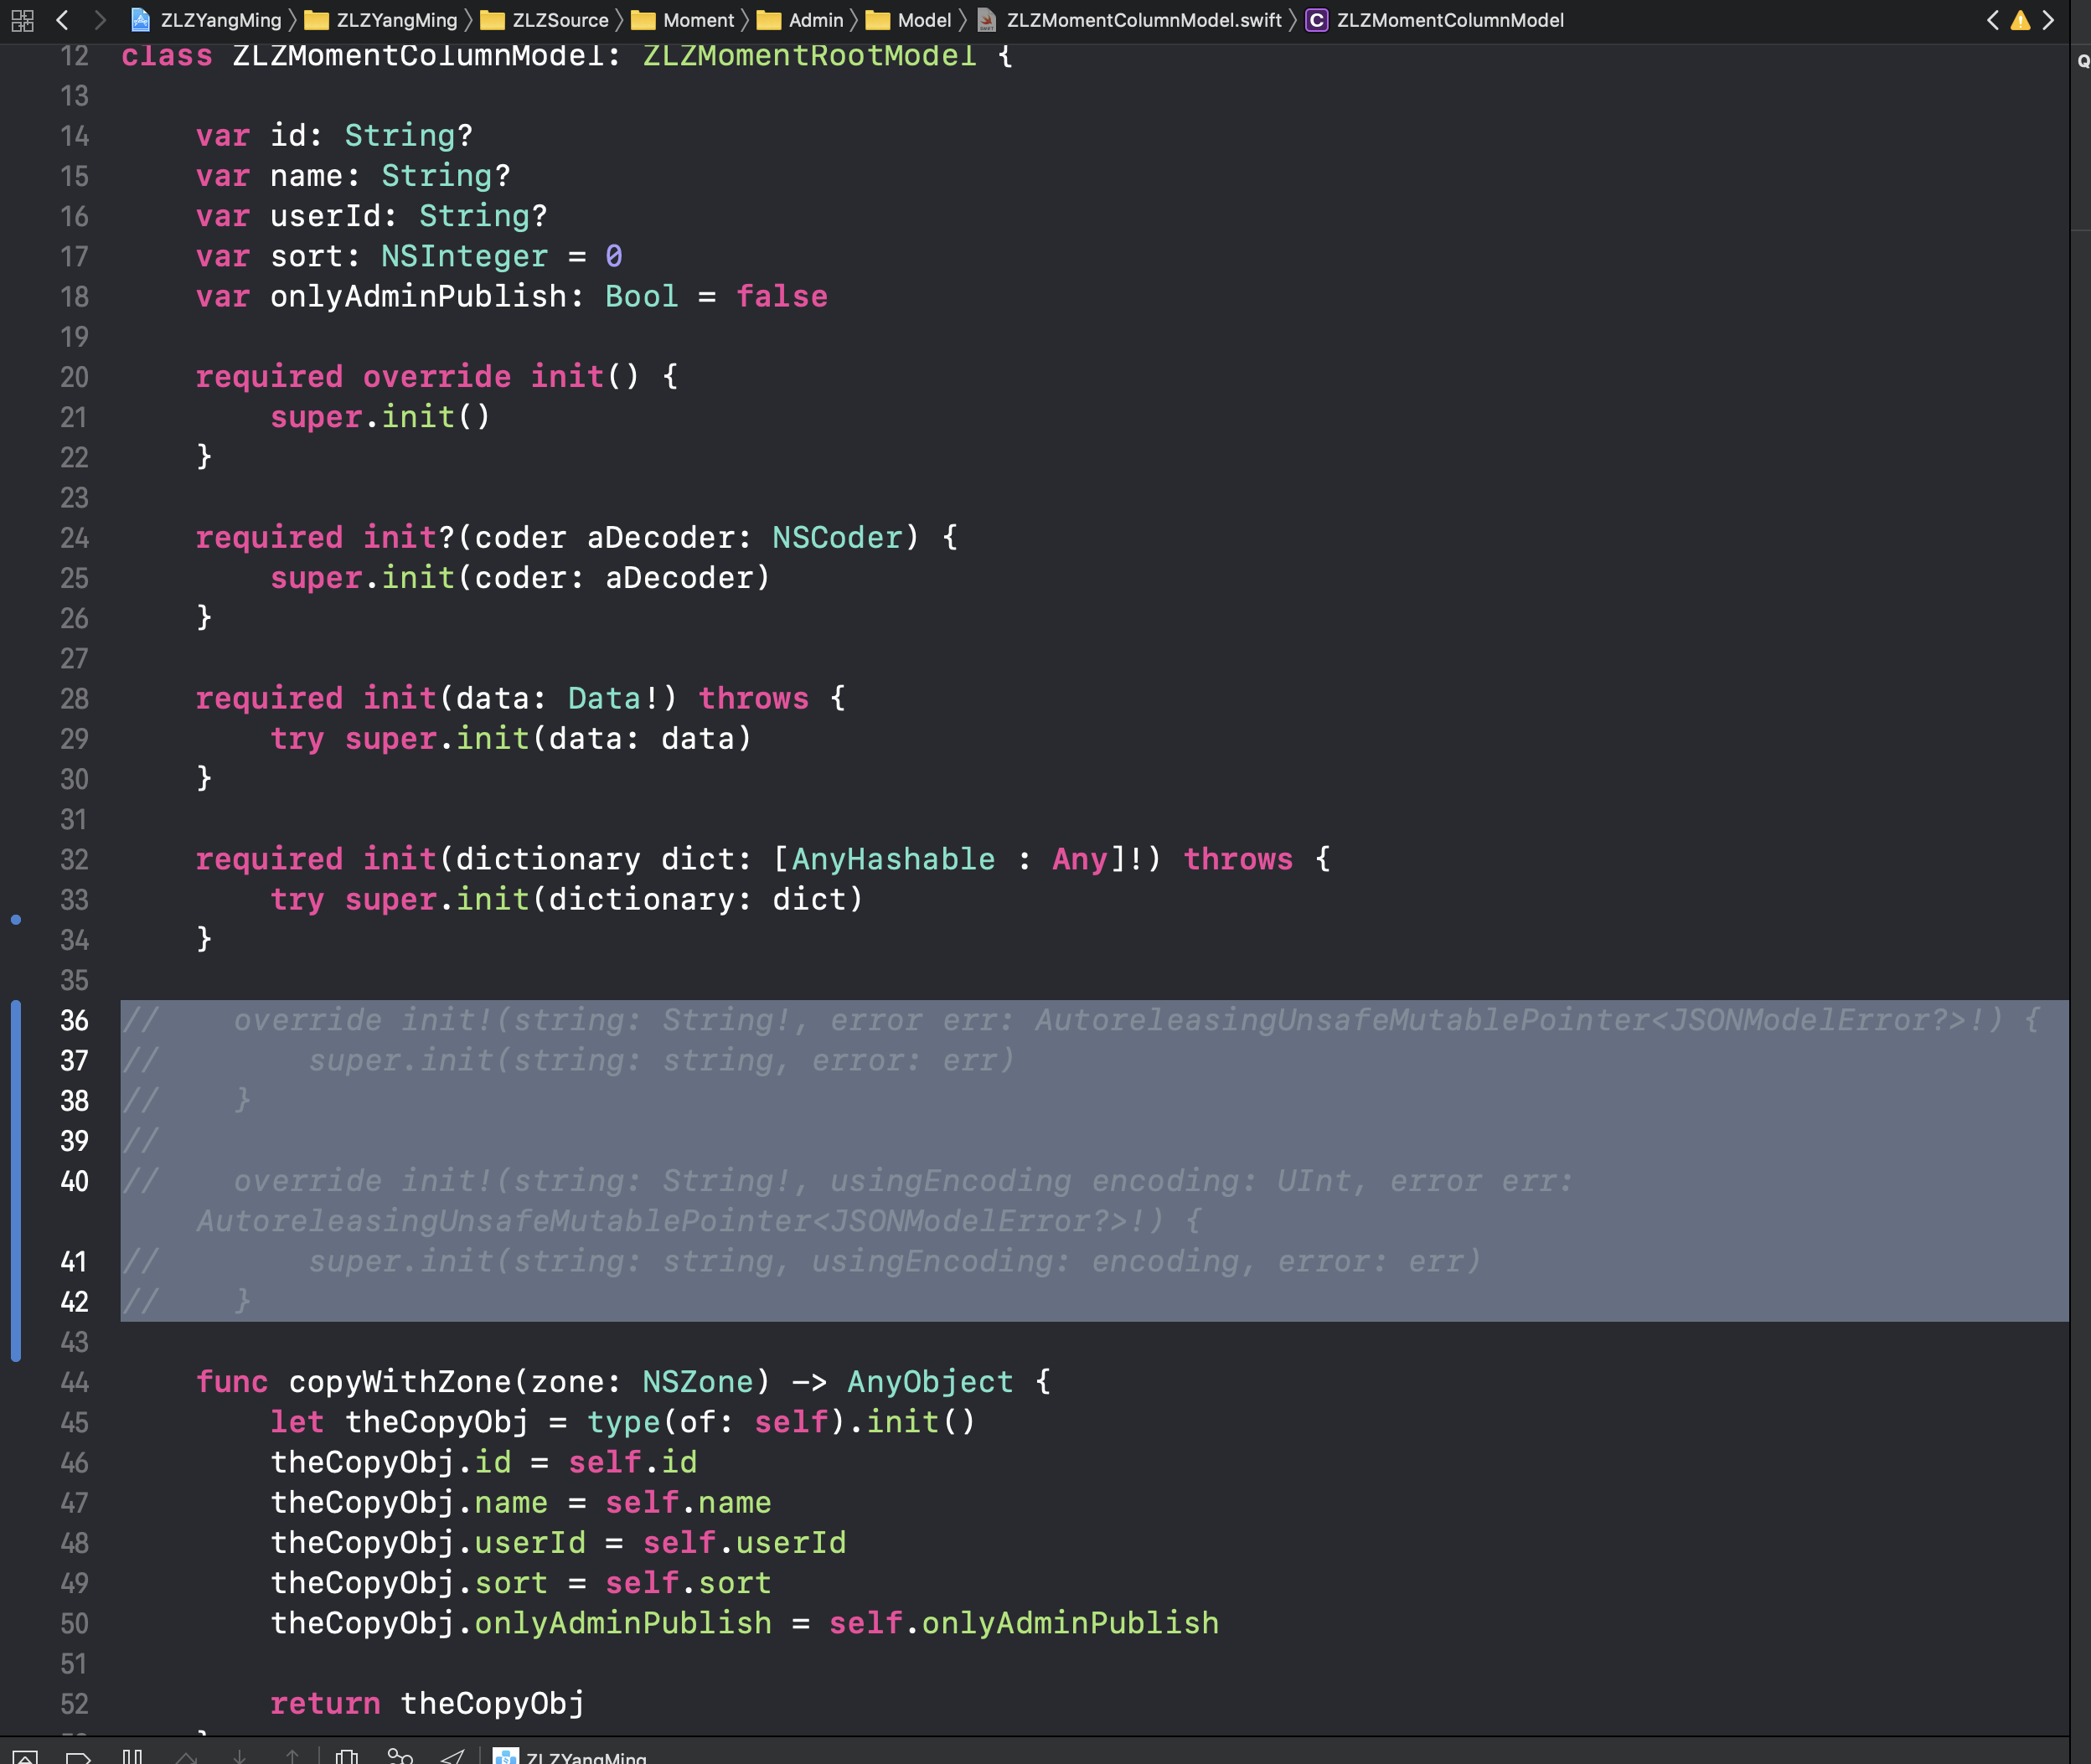 ZLZYangMing ZLZYangMing ZLZSource Moment Admin Model ZLZMomentColumnModel.swift C ZLZMomentColumnModel
12 class ZLZMomentColumnModel: ZLZMomentRootModel {
13
14 var id: String?
15 var name: String?
16 var userId: String?
17 var sort: NSInteger = 0
18 var onlyAdminPublish: Bool = false
19
20 required override init() {
21 super.init()
22 }
23
24 required init?(coder aDecoder: NSCoder) {
25 super.init(coder: aDecoder)
26 }
27
28 required init(data: Data!) throws {
29 try super.init(data: data)
30 }
31
32 required init(dictionary dict: [AnyHashable : Any]!) throws {
33 try super.init(dictionary: dict)
34 }
35
36 // override init!(string: String!, error err: AutoreleasingUnsafeMutablePointer<JSONModelError?>!) {
37 // super.init(string: string, error: err)
38 // }
39 //
40 // override init!(string: String!, usingEncoding encoding: UInt, error err:
AutoreleasingUnsafeMutablePointer<JSONModelError?>!) {
41 // super.init(string: string, usingEncoding: encoding, error: err)
42 // }
43
44 func copyWithZone(zone: NSZone) -> AnyObject {
45 let theCopyObj = type(of: self).init()
46 theCopyObj.id = self.id
47 theCopyObj.name = self.name
48 theCopyObj.userId = self.userId
49 theCopyObj.sort = self.sort
50 theCopyObj.onlyAdminPublish = self.onlyAdminPublish
51
52 return theCopyObj
ZLZYangMing